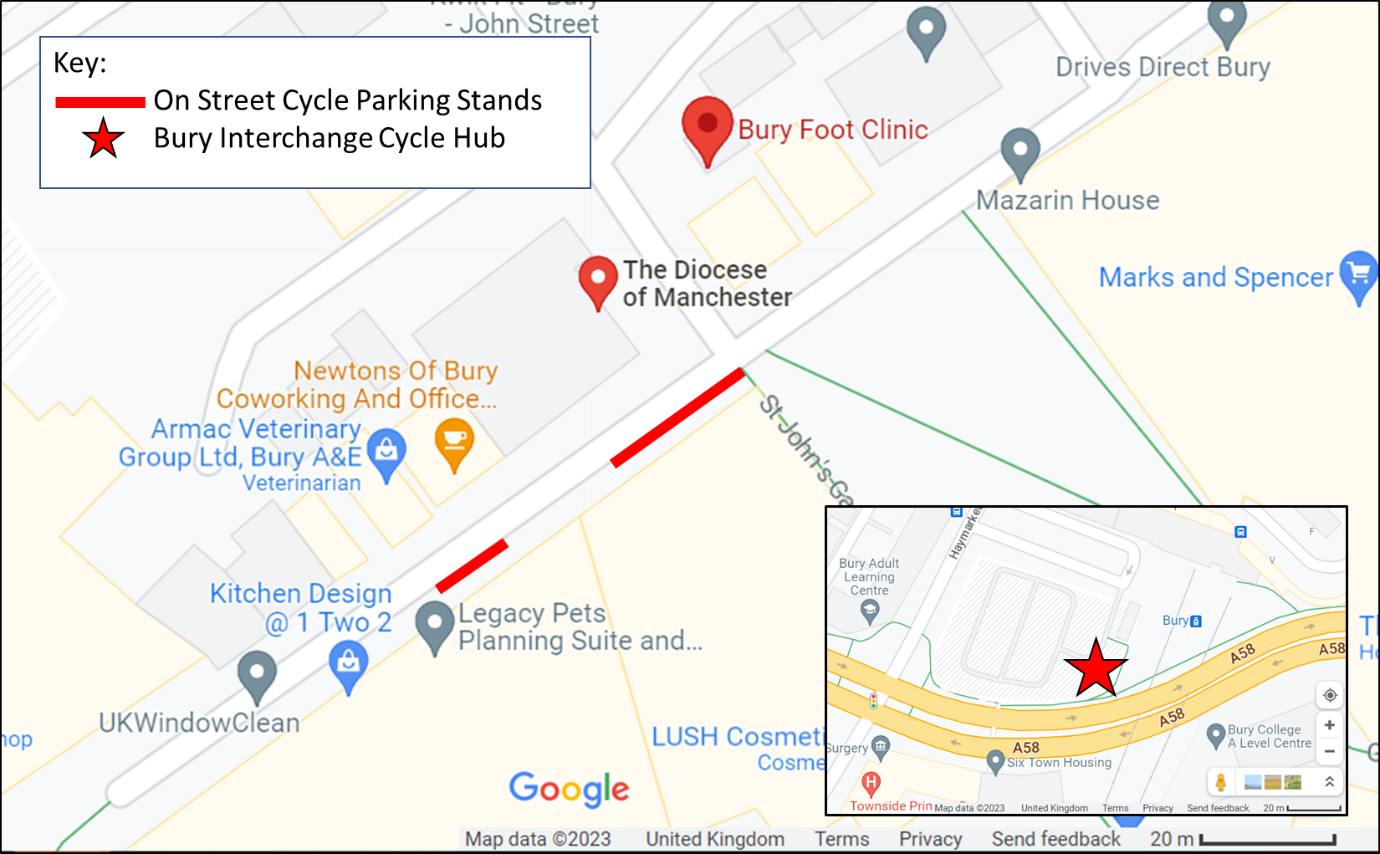 - John Street
Key:
On Street Cycle Parking Stands
Bury Interchange Cycle Hub
Drives Direct Bury
Bury Foot Clinic
Mazarin House
The Diocese
of Manchester
Marks and Spencer
Newtons Of Bury
Coworking And Office...
Armac Veterinary
Group Ltd, Bury A&E
Veterinarian
St John's Ga
Kitchen Design
@ 1 Two 2
Legacy Pets
Planning Suite and...
UKWindowClean
LUSH Cosmeti
Cosme
Google
Map data ©2023 United Kingdom Terms Privacy Send feedback 20 m
Haymarke
Bury Adult
Learning
Centre
F
V
Bury
A58
A58
A58
A58
Bury College
A Level Centre
Surgery
Six Town Housing
H
Townside Prin
Map data ©2023 United Kingdom Terms Privacy Send feedback 20 m